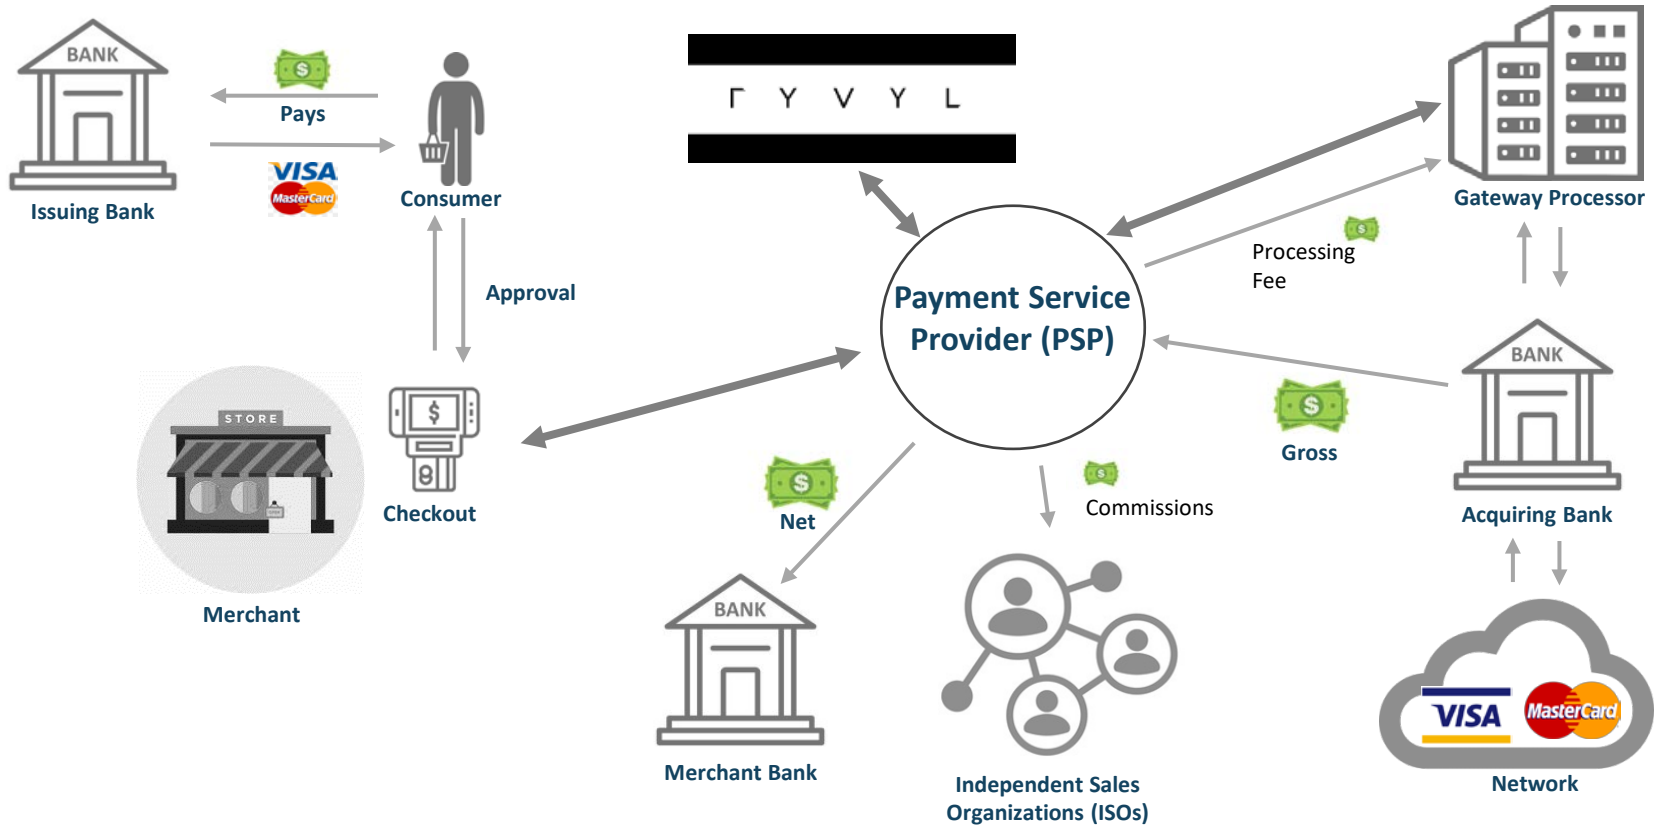 BANK
Pays
VISA
MasterCard
Issuing Bank
Consumer
Approval
STORE
$
Checkout
Merchant
ΓYVYL
Payment Service
Provider (PSP)
$
Processing
Fee
Gateway Processor
BANK
$
Gross
Acquiring Bank
$
Net
$
Commissions
BANK
Merchant Bank
Independent Sales
Organizations (ISOs)
VISA
MasterCard
Network